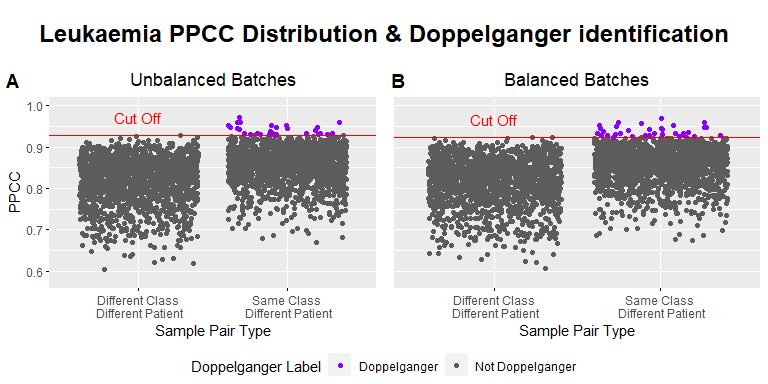 Leukaemia PPCC Distribution & Doppelganger identification
A
Unbalanced Batches
B
Balanced Batches
PPCC
1.0
0.9
0.8
0.7
0.6
Cut Off
Cut Off
Different Class
Different Patient
Same Class
Different Patient
Different Class
Different Patient
Same Class
Different Patient
Sample Pair Type
Sample Pair Type
Doppelganger Label
Doppelganger
Not Doppelganger